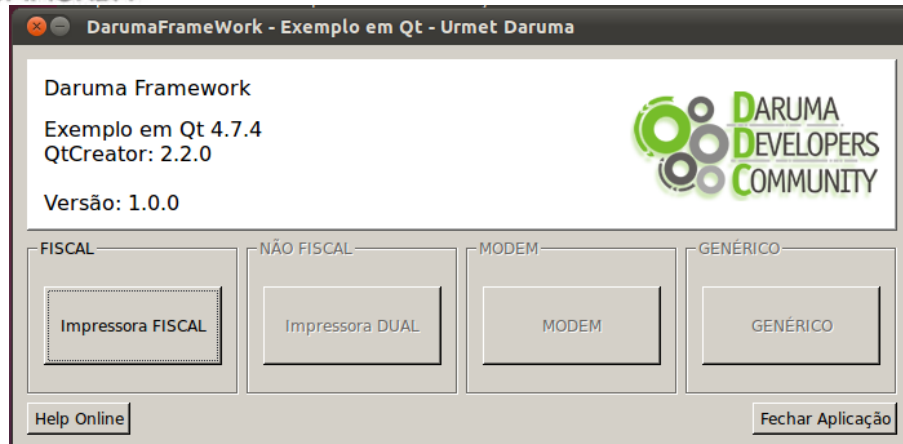 DarumaFrameWork - Exemplo em Qt - Urmet Daruma
Daruma Framework
Exemplo em Qt 4.7.4
QtCreator: 2.2.0
Versão: 1.0.0
DARUMA
DEVELOPERS
COMMUNITY
FISCAL
NÃO FISCAL
MODEM
GENÉRICO
Impressora FISCAL
Impressora DUAL
MODEM
GENÉRICO
Help Online
Fechar Aplicação